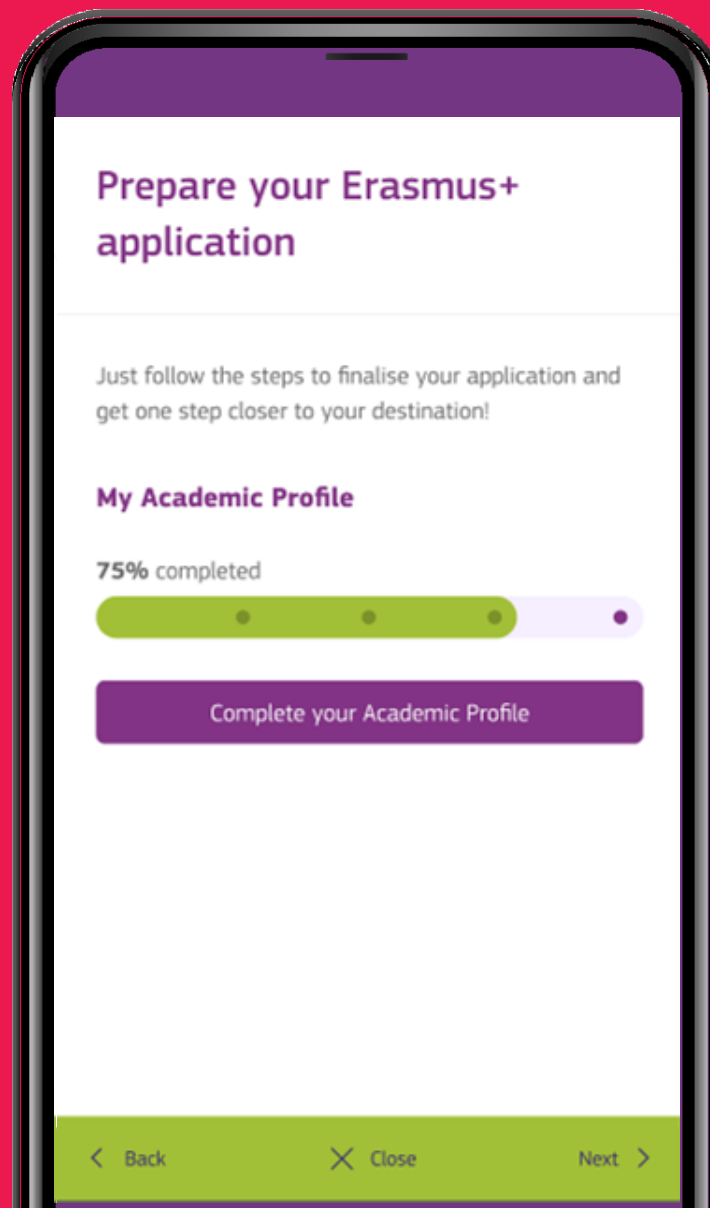 Prepare your Erasmus+
application
Just follow the steps to finalise your application and
get one step closer to your destination!
My Academic Profile
75% completed
Complete your Academic Profile
Back
Close
Next